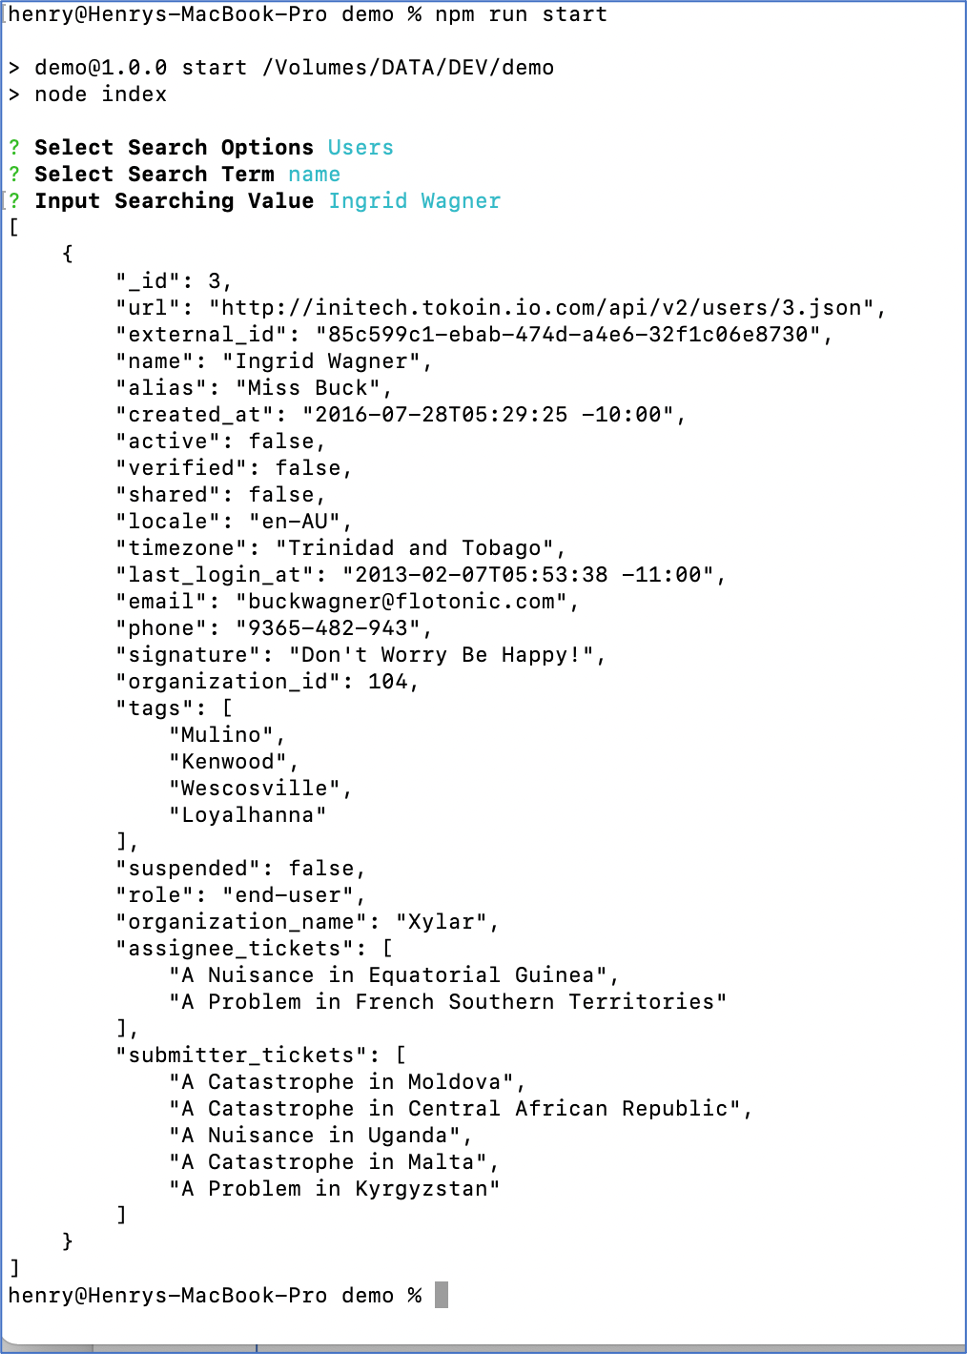 henry@Henrys-MacBook-Pro demo % npm run start
> demo@1.0.0 start /Volumes/DATA/DEV/demo
> node index
? Select Search Options Users
? Select Search Term name
? Input Searching Value Ingrid Wagner
[
    {
        "_id": 3,
        "url": "http://initech.tokoin.io.com/api/v2/users/3.json",
        "external_id": "85c599c1-ebab-474d-a4e6-32f1c06e8730",
        "name": "Ingrid Wagner",
        "alias": "Miss Buck",
        "created_at": "2016-07-28T05:29:25 -10:00",
        "active": false,
        "verified": false,
        "shared": false,
        "locale": "en-AU",
        "timezone": "Trinidad and Tobago",
        "last_login_at": "2013-02-07T05:53:38 -11:00",
        "email": "buckwagner@flotonic.com",
        "phone": "9365-482-943",
        "signature": "Don't Worry Be Happy!",
        "organization_id": 104,
        "tags": [
            "Mulino",
            "Kenwood",
            "Wescosville",
            "Loyalhanna"
        ],
        "suspended": false,
        "role": "end-user",
        "organization_name": "Xylar",
        "assignee_tickets": [
            "A Nuisance in Equatorial Guinea",
            "A Problem in French Southern Territories"
        ],
        "submitter_tickets": [
            "A Catastrophe in Moldova",
            "A Catastrophe in Central African Republic",
            "A Nuisance in Uganda",
            "A Catastrophe in Malta",
            "A Problem in Kyrgyzstan"
        ]
    }
]
henry@Henrys-MacBook-Pro demo %